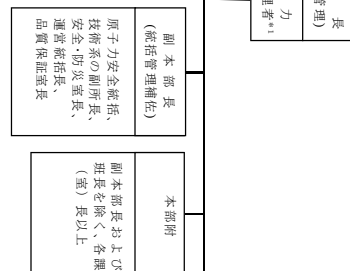 長
管理)
力
理者*1
副本部長
(統括管理補佐)
原子力安全統括、
技術系の副所長、
安全・防災室長、
運営統括長、
品質保証室長
本部附
副本部長および
班長を除く、各課
(室)長以上